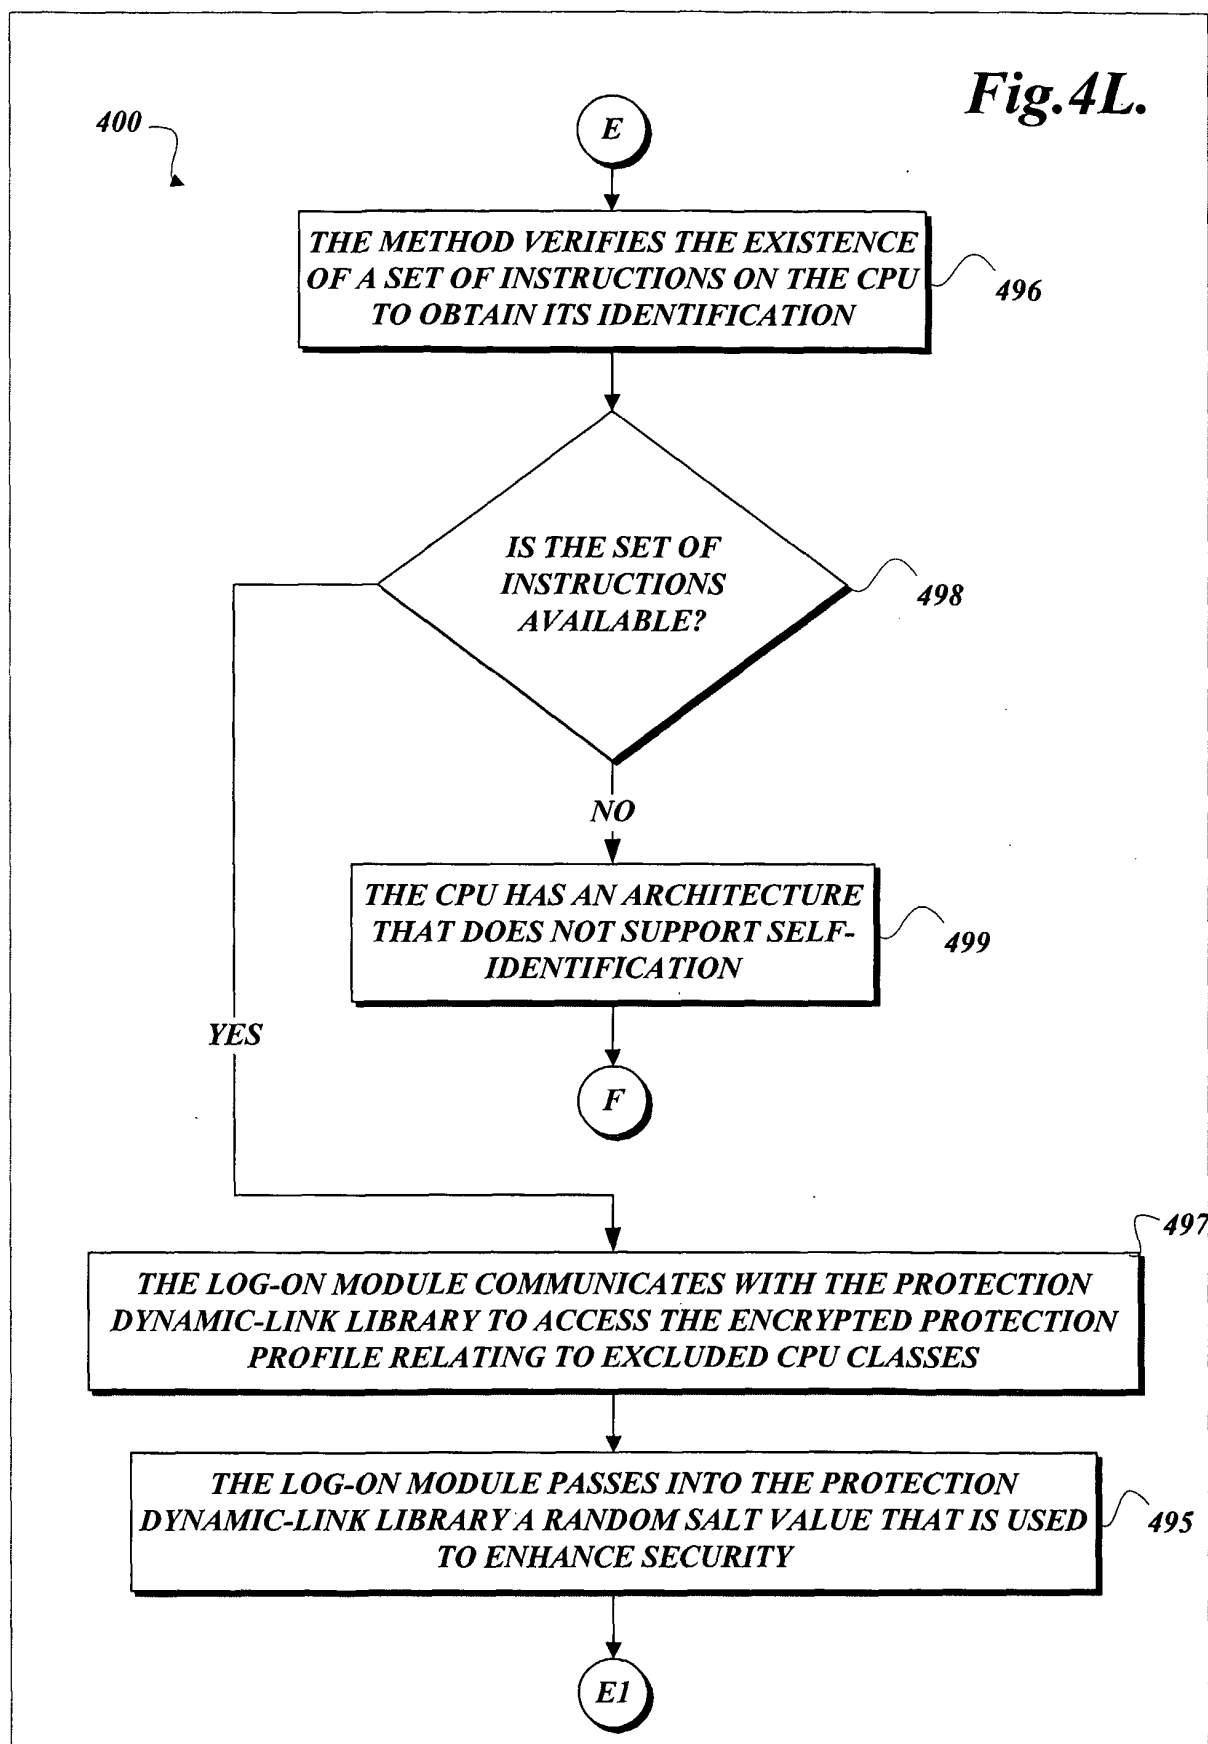 Fig.4L.
400
E
THE METHOD VERIFIES THE EXISTENCE
OF A SET OF INSTRUCTIONS ON THE CPU
TO OBTAIN ITS IDENTIFICATION
496
IS THE SET OF
INSTRUCTIONS
AVAILABLE?
498
NO
THE CPU HAS AN ARCHITECTURE
THAT DOES NOT SUPPORT SELF-
IDENTIFICATION
499
YES
F
497
THE LOG-ON MODULE COMMUNICATES WITH THE PROTECTION
DYNAMIC-LINK LIBRARY TO ACCESS THE ENCRYPTED PROTECTION
PROFILE RELATING TO EXCLUDED CPU CLASSES
THE LOG-ON MODULE PASSES INTO THE PROTECTION
DYNAMIC-LINK LIBRARY A RANDOM SALT VALUE THAT IS USED
TO ENHANCE SECURITY
495
E1